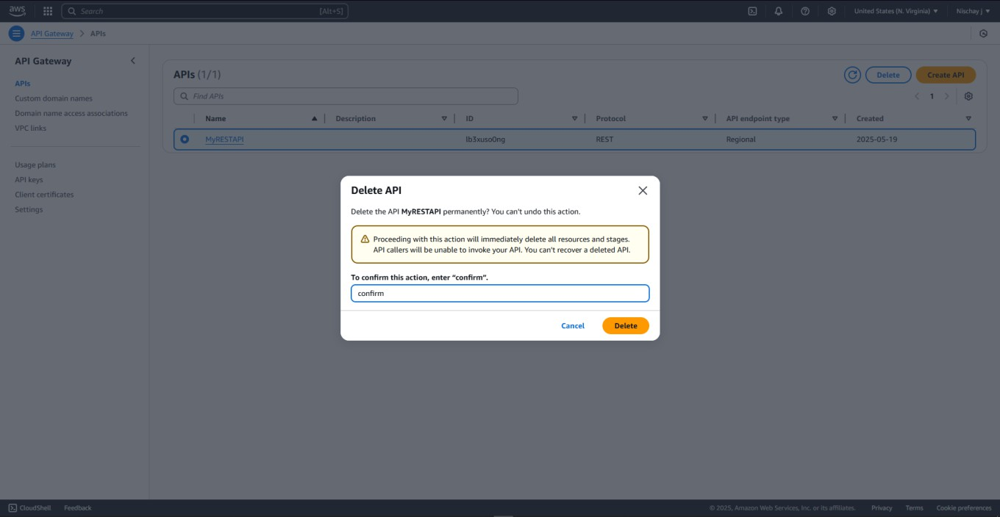 aws Search [Alt+S] United States (N. Virginia) Nischay j
API Gateway APIs
API Gateway
APIs
Custom domain names
Domain name access associations
VPC links
Usage plans
API keys
Client certificates
Settings
APIs (1/1) Delete Create API
Find APIs 1
Name Description ID Protocol API endpoint type Created
MyRESTAPI lb3xuso0ng REST Regional 2025-05-19
Delete API
Delete the API MyRESTAPI permanently? You can't undo this action.
Proceeding with this action will immediately delete all resources and stages.
API callers will be unable to invoke your API. You can't recover a deleted API.
To confirm this action, enter “confirm”.
confirm
Cancel Delete
CloudShell Feedback © 2025, Amazon Web Services, Inc. or its affiliates. Privacy Terms Cookie preferences